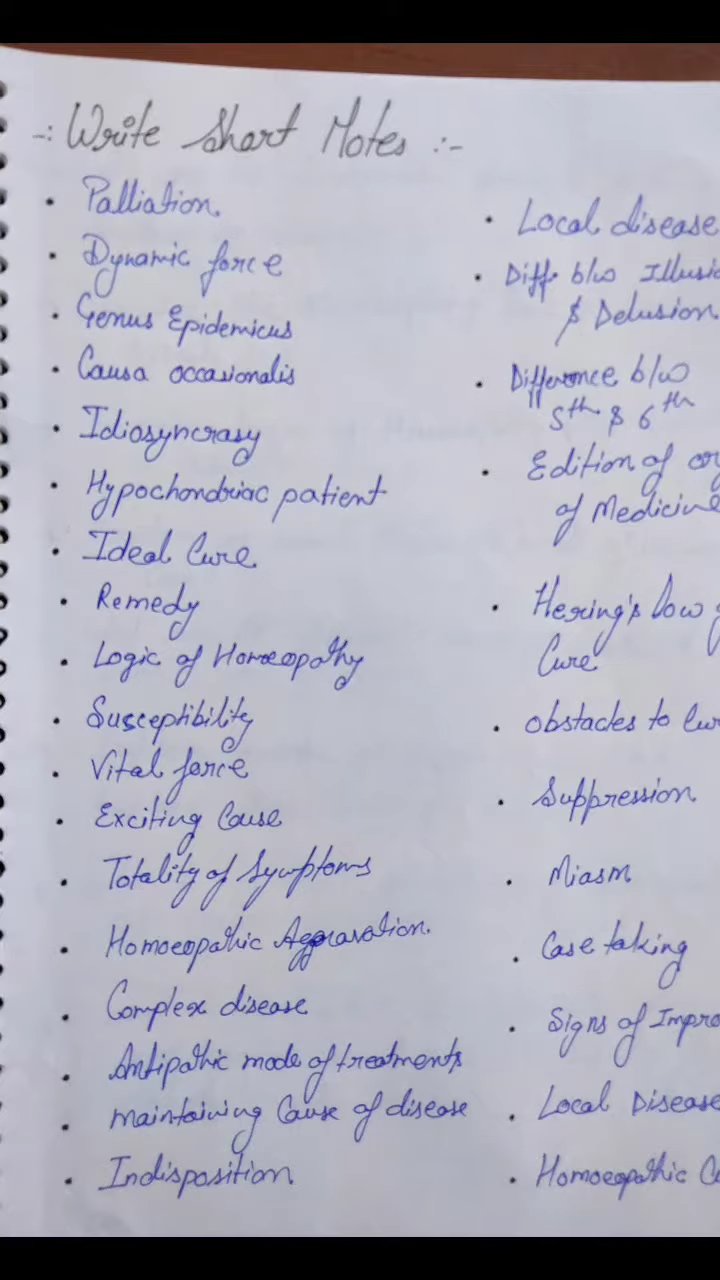 -: Write Short Notes :-
• Palliation.
• Dynamic force
• Genus Epidemicus
• Causa occasionalis
• Idiosyncrasy
• Hypochondriac patient
• Ideal Cure.
• Remedy
• Logic of Homoeopathy
• Susceptibility
• Vital force
• Exciting Cause
• Totality of Symptoms
• Homoeopathic Aggravation.
• Complex disease
• Antipathic mode of treatments
• maintaining Cause of disease
• Indisposition.
• Local disease
• Diff. b/w Illusi
& Delusion.
• Difference b/w
5th & 6th
• Edition of or
of Medicine
• Hering's Law
Cure.
• obstacles to Cu
• Suppression.
• Miasm
• Case taking
• Signs of Impro
• Local Disease
• Homoeopathic C